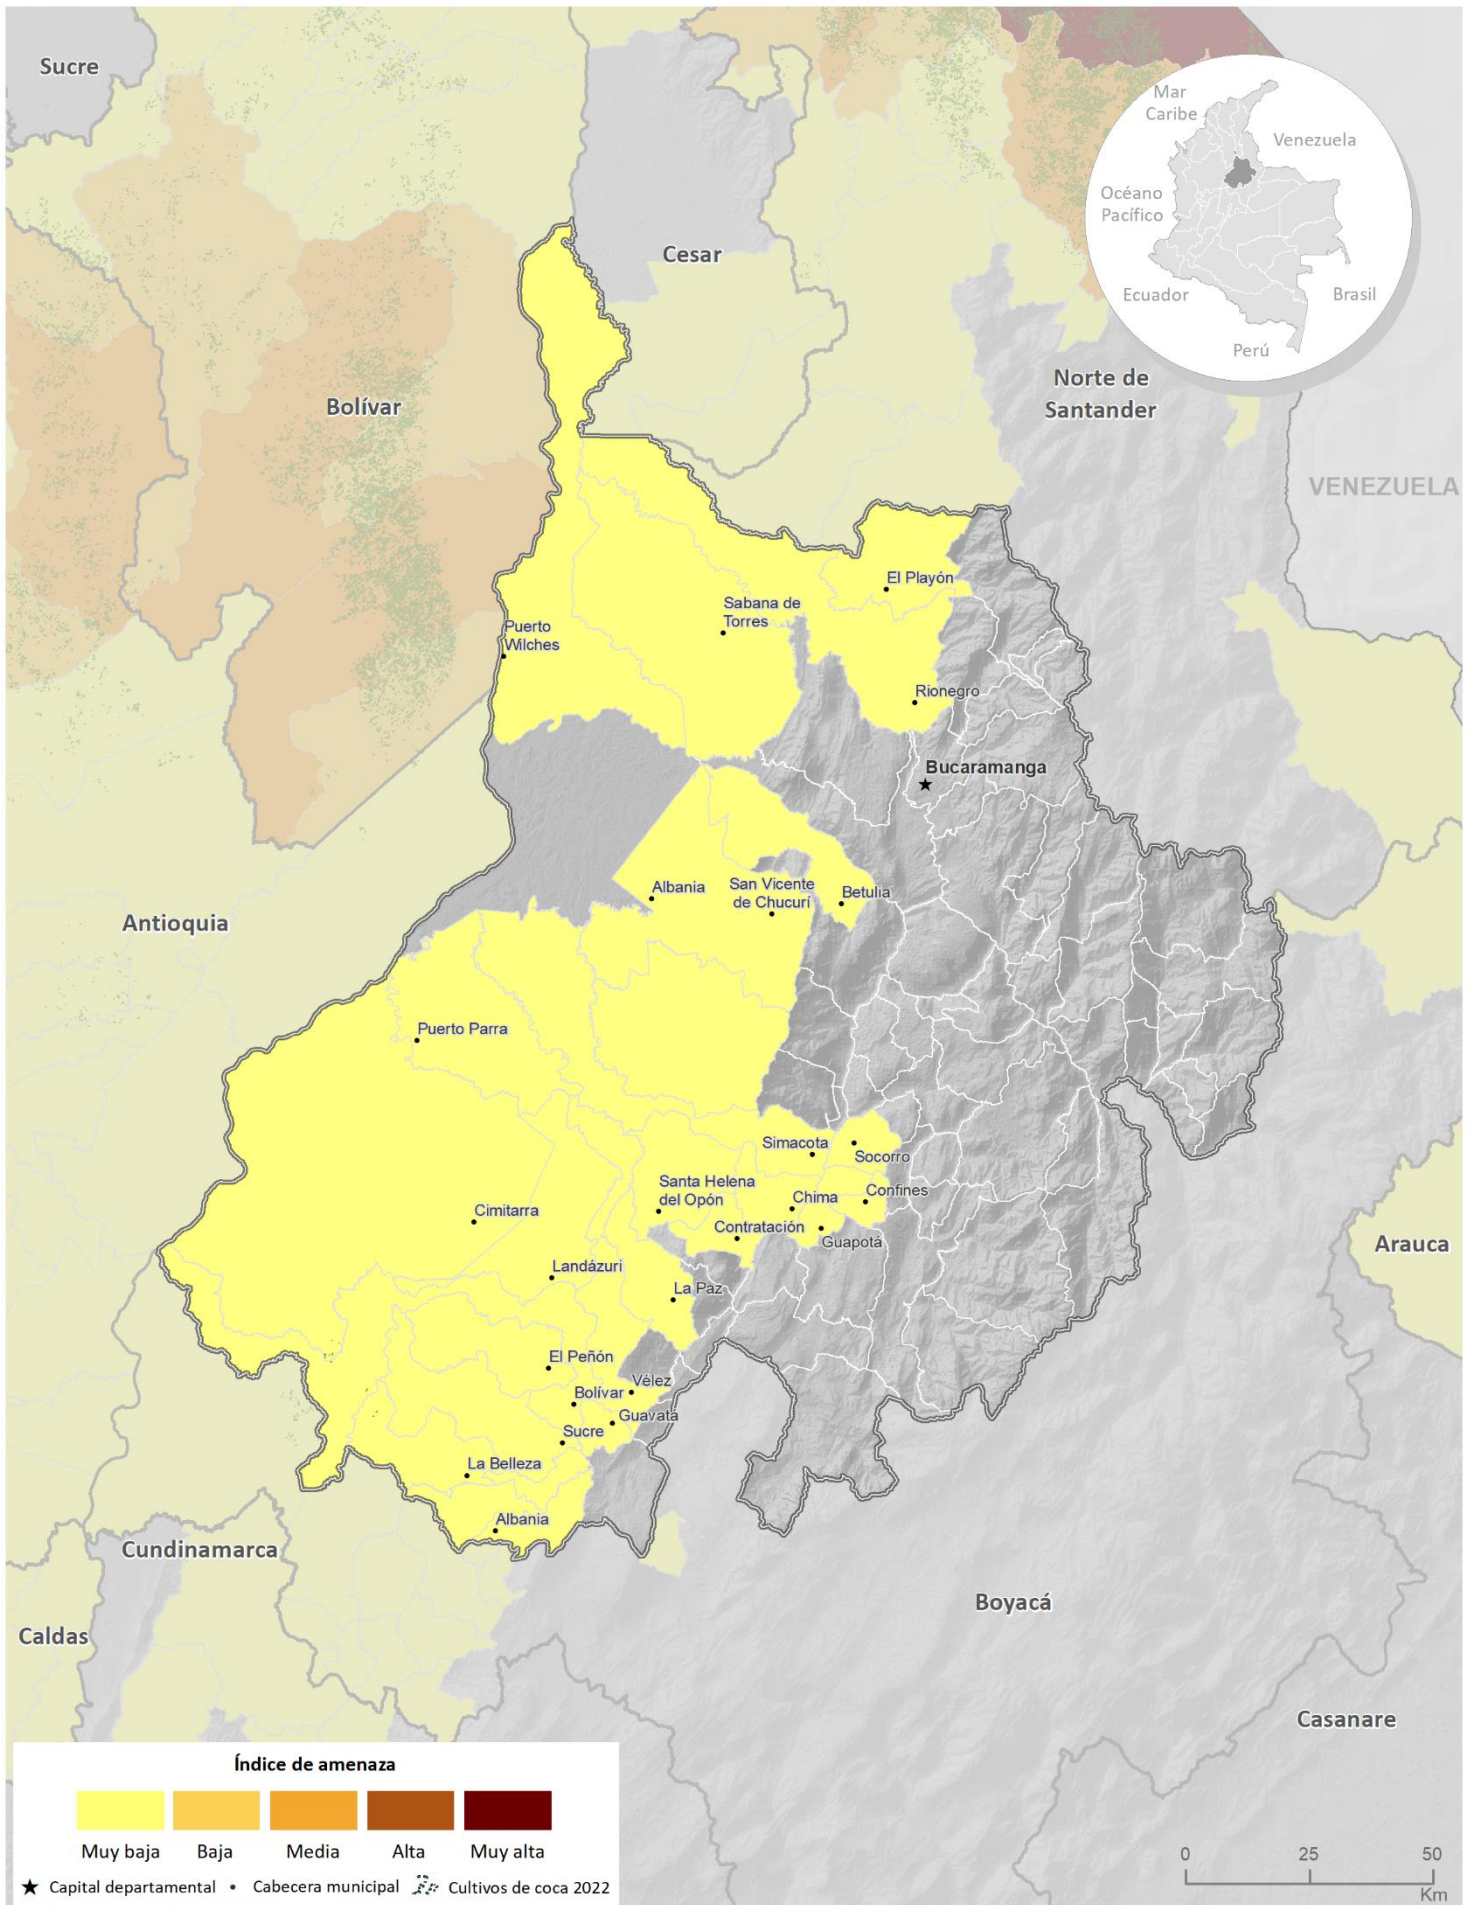 Sucre
Mar
Caribe
Venezuela
Océano
Pacífico
Ecuador
Brasil
Perú
Cesar
Norte de
Santander
Bolívar
VENEZUELA
El Playón
Sabana de
Torres
Puerto
Wilches
Rionegro
Bucaramanga
Albania
San Vicente
de Chucurí
Betulia
Antioquia
Puerto Parra
Simacota
Socorro
Santa Helena
del Opón
Chima
Confines
Cimitarra
Contratación
Guapotá
Arauca
Landázuri
La Paz
El Peñón
Vélez
Bolívar
Guavatá
Sucre
La Belleza
Albania
Cundinamarca
Boyacá
Caldas
Casanare
Índice de amenaza
Muy baja Baja Media Alta Muy alta
Capital departamental Cabecera municipal Cultivos de coca 2022
0 25 50
Km